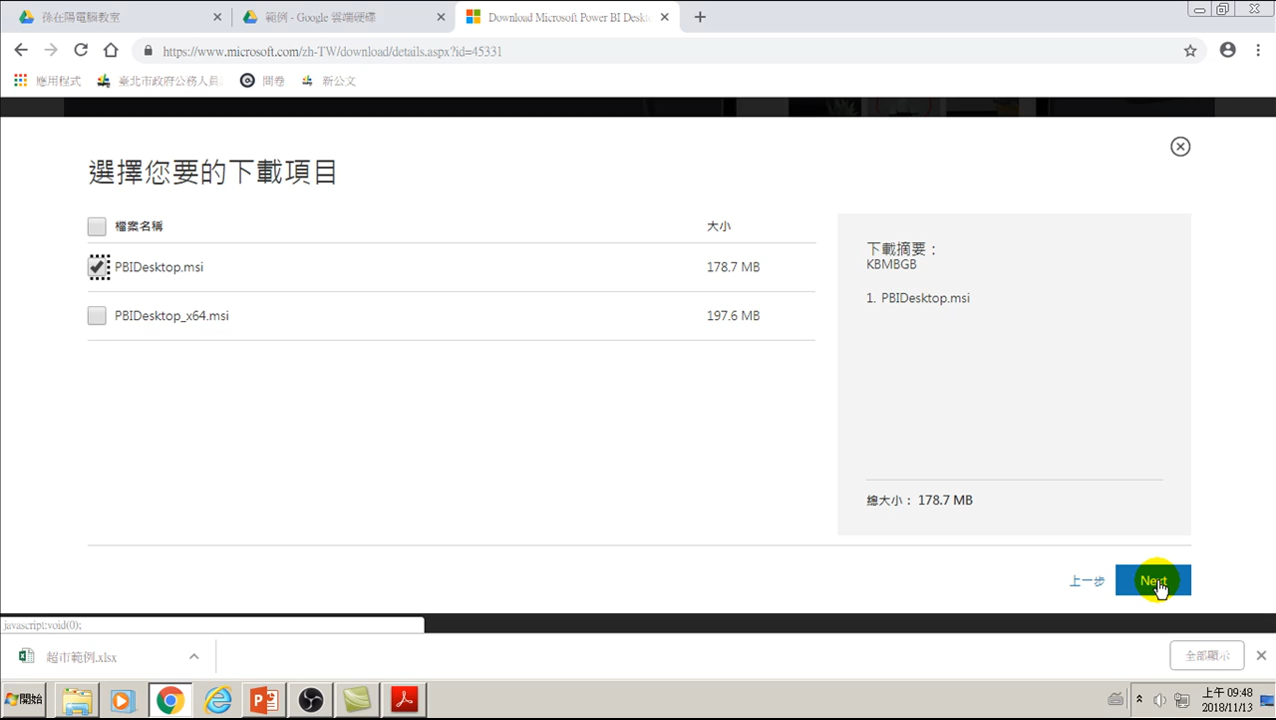 孫在陽電腦教室
範例 - Google 雲端硬碟
Download Microsoft Power BI Deskt
https://www.microsoft.com/zh-TW/download/details.aspx?id=45331
應用程式
臺北市政府公務人員
問卷
新公文
選擇您要的下載項目
檔案名稱 大小
PBIDesktop.msi 178.7 MB
PBIDesktop_x64.msi 197.6 MB
下載摘要：
KBMBGB
1. PBIDesktop.msi
總大小： 178.7 MB
上一步
Next
javascript:void(0);
超市範例.xlsx
全部顯示
開始
上午 09:48
2018/11/13